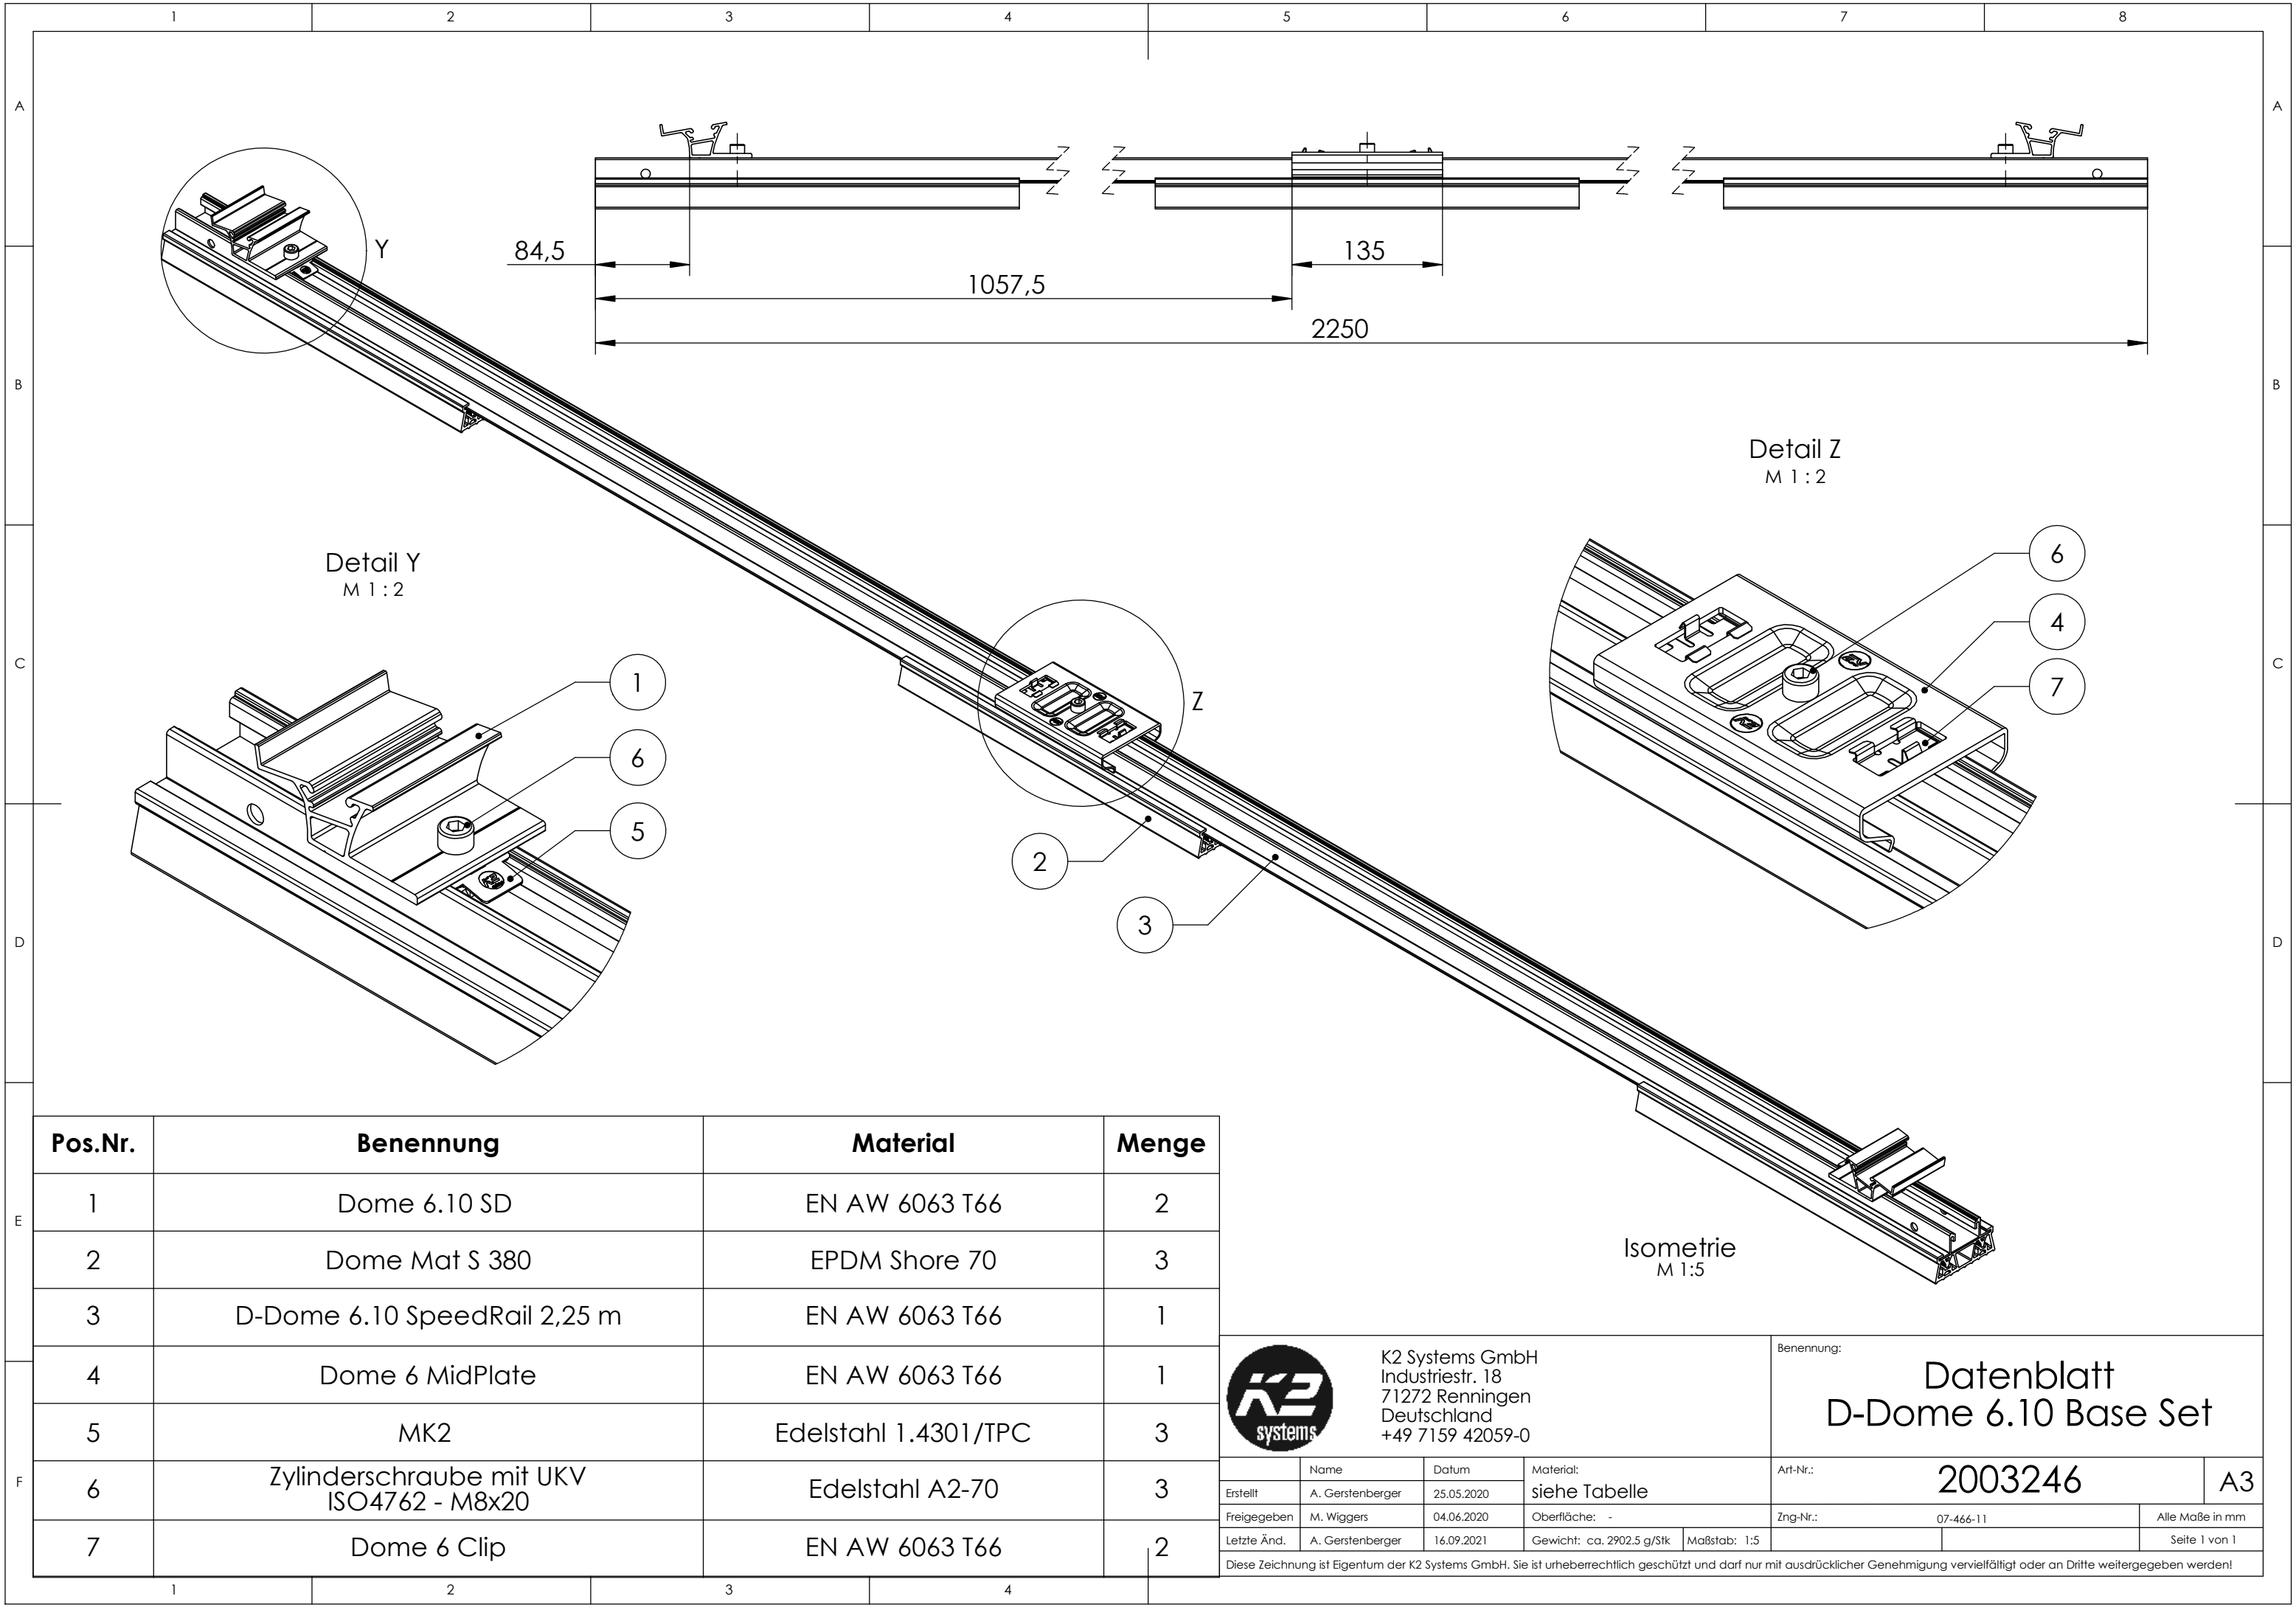 1 2 3 4 5 6 7 8
A A
84,5
135
1057,5
2250
Y
B B
Detail Z
M 1 : 2
Detail Y
M 1 : 2
6
4
7
C C
1
6
5
Z
2
3
D D
Isometrie
M 1:5
E
F
Pos.Nr. Benennung Material Menge
1 Dome 6.10 SD EN AW 6063 T66 2
2 Dome Mat S 380 EPDM Shore 70 3
3 D-Dome 6.10 SpeedRail 2,25 m EN AW 6063 T66 1
4 Dome 6 MidPlate EN AW 6063 T66 1
5 MK2 Edelstahl 1.4301/TPC 3
6 Zylinderschraube mit UKV
ISO4762 - M8x20 Edelstahl A2-70 3
7 Dome 6 Clip EN AW 6063 T66 2
K2
systems
K2 Systems GmbH
Industriestr. 18
71272 Renningen
Deutschland
+49 7159 42059-0
Benennung:
Datenblatt
D-Dome 6.10 Base Set
Name Datum Material:
siehe Tabelle
Art-Nr.: 2003246 A3
Erstellt A. Gerstenberger 25.05.2020
Freigegeben M. Wiggers 04.06.2020 Oberfläche: -
Zng-Nr.: 07-466-11 Alle Maße in mm
Letzte Änd. A. Gerstenberger 16.09.2021 Gewicht: ca. 2902.5 g/Stk Maßstab: 1:5
Seite 1 von 1
Diese Zeichnung ist Eigentum der K2 Systems GmbH. Sie ist urheberrechtlich geschützt und darf nur mit ausdrücklicher Genehmigung vervielfältigt oder an Dritte weitergegeben werden!
1 2 3 4